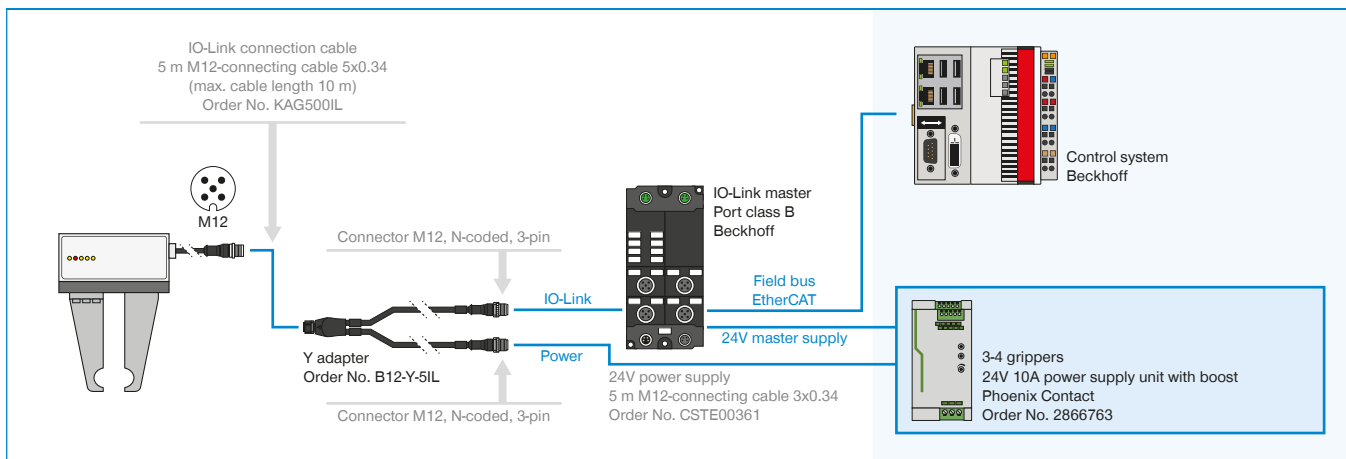 IO-Link connection cable
5 m M12-connecting cable 5x0.34
(max. cable length 10 m)
Order No. KAG500IL
M12
Connector M12, N-coded, 3-pin
Y adapter
Order No. B12-Y-5IL
Connector M12, N-coded, 3-pin
IO-Link
Power
IO-Link master
Port class B
Beckhoff
Field bus
EtherCAT
24V master supply
24V power supply
5 m M12-connecting cable 3x0.34
Order No. CSTE00361
Control system
Beckhoff
3-4 grippers
24V 10A power supply unit with boost
Phoenix Contact
Order No. 2866763